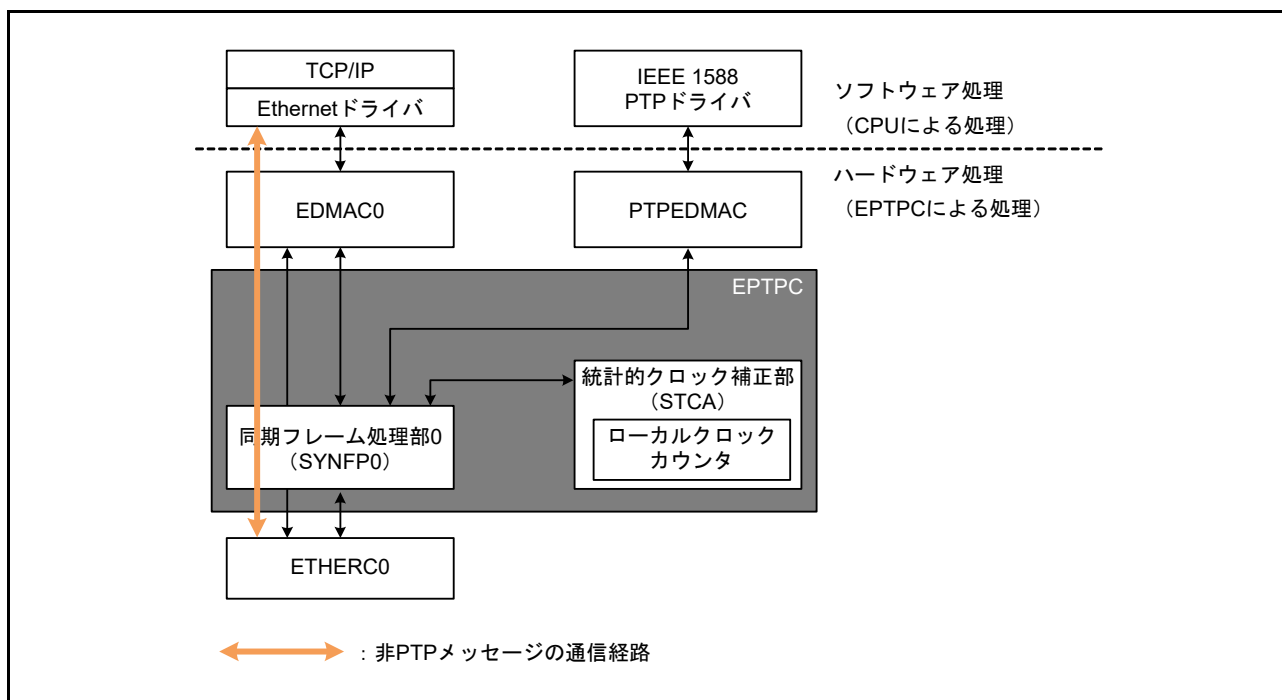 TCP/IP
Ethernetドライバ
IEEE 1588
PTPドライバ
ソフトウェア処理
（CPUによる処理）
ハードウェア処理
（EPTPCによる処理）
EDMAC0
PTPEDMAC
EPTPC
統計的クロック補正部
（STCA）
ローカルクロック
カウンタ
同期フレーム処理部0
（SYNFP0）
ETHERC0
：非PTPメッセージの通信経路